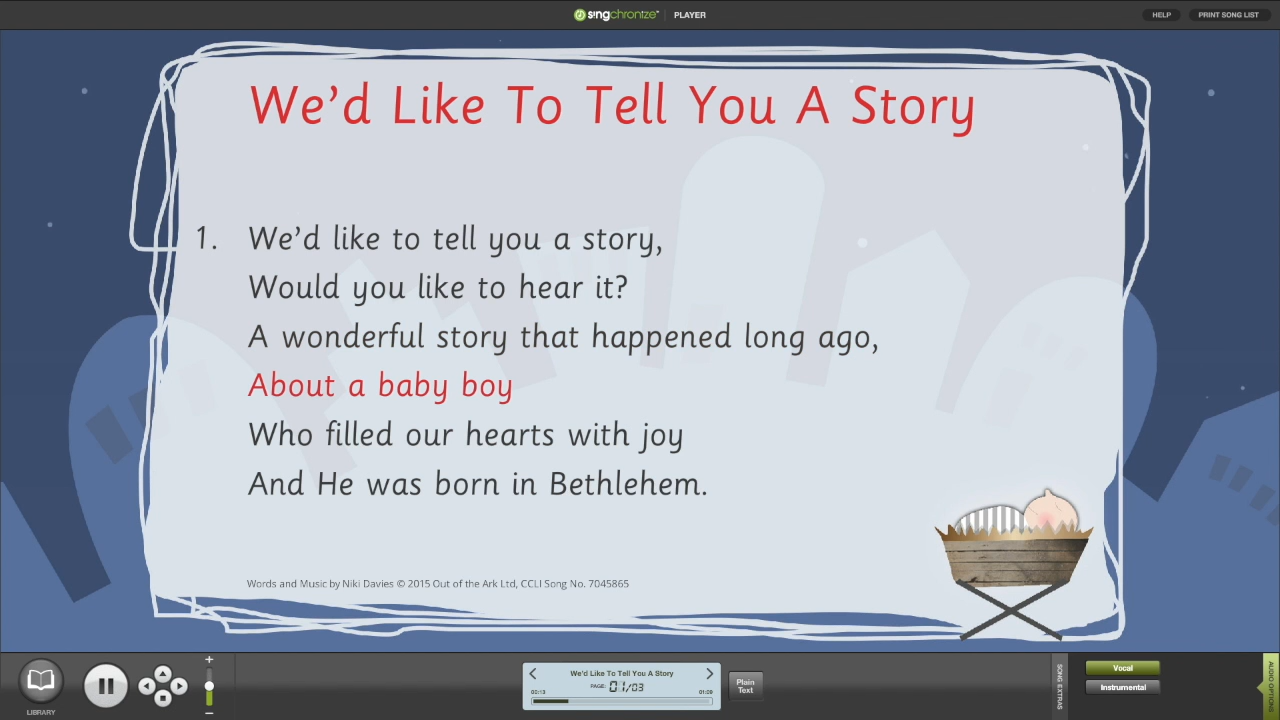 singchronize PLAYER
HELP
PRINT SONG LIST
We'd Like To Tell You A Story
1. We'd like to tell you a story,
Would you like to hear it?
A wonderful story that happened long ago,
About a baby boy
Who filled our hearts with joy
And He was born in Bethlehem.
Words and Music by Niki Davies © 2015 Out of the Ark Ltd, CCLI Song No. 7045865
LIBRARY
+
−
We'd Like To Tell You A Story
PAGE: 01/03
00:13
01:09
Plain
Text
SONG EXTRAS
Vocal
Instrumental
AUDIO OPTIONS